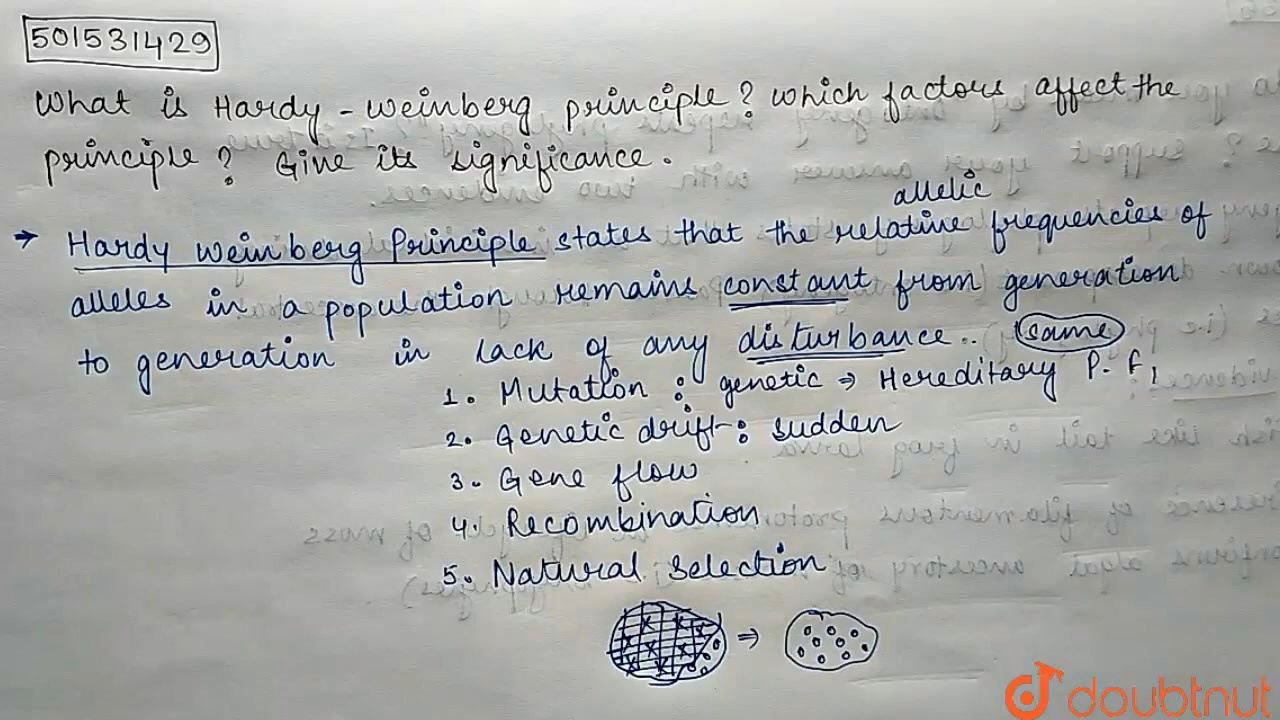 501531429
What is Hardy-Weinberg principle? Which factors affect the
principle? Give its significance.
allelic
→ Hardy Weinberg Principle states that the relative frequencies of
alleles in a population remains constant from generation
to generation in lack of any disturbance.. same
1. Mutation : genetic ⇒ Hereditary P. F1
2. Genetic drift : sudden
3. Gene flow
4. Recombination
5. Natural Selection
⇒
doubtnut